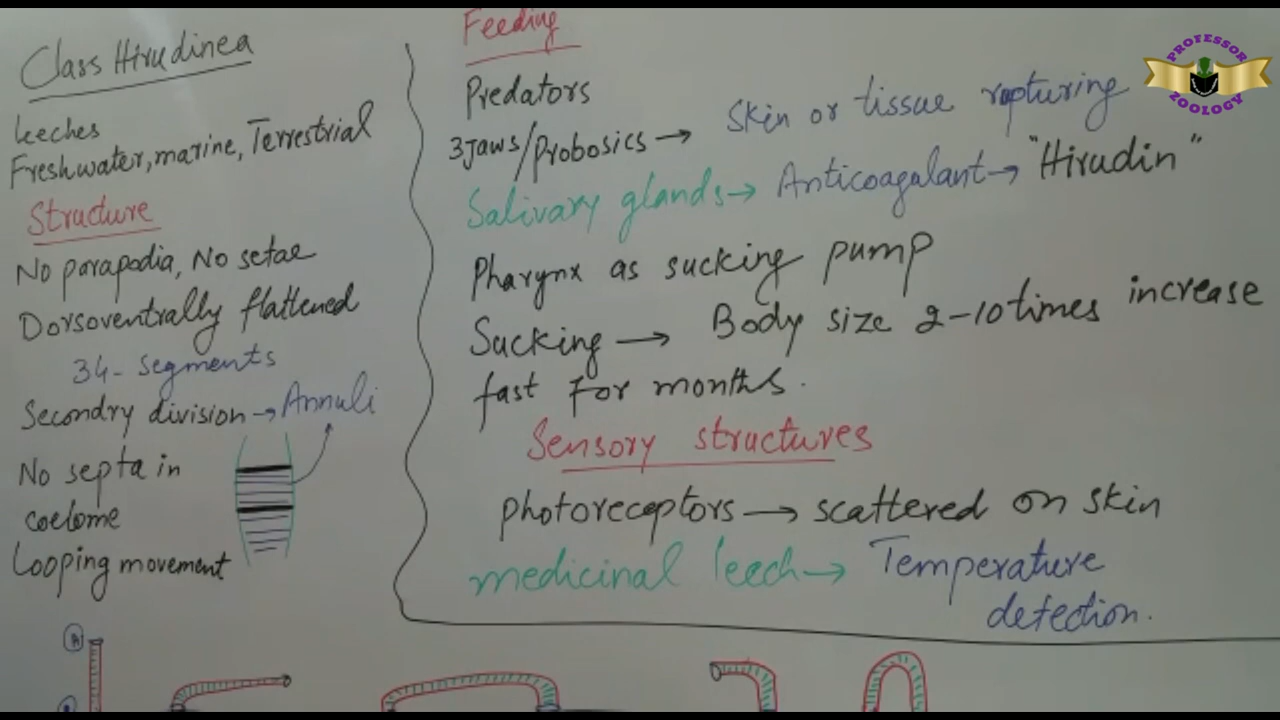 Class Hirudinea
leeches
Freshwater, marine, Terrestrial
Structure
No parapodia, No setae
Dorsoventrally flattened
34- segments
Secondry division → Annuli
No septa in
coelome
Looping movement
A
Feeding
Predators
3Jaws/Probosics → Skin or tissue rupturing
Salivary glands → Anticoagalant → "Hirudin"
Pharynx as sucking pump
Sucking → Body size 2-10 times increase
fast For months.
Sensory structures
photoreceptors → scattered on skin
medicinal leech → Temperature
detection.
PROFESSOR
ZOOLOGY